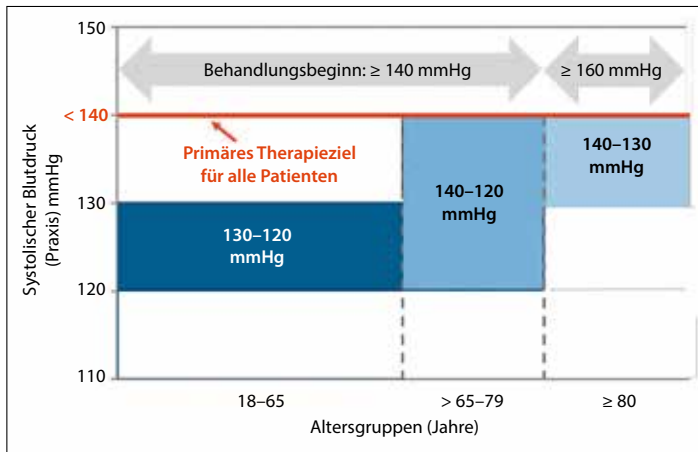 150
Behandlungsbeginn: ≥ 140 mmHg
≥ 160 mmHg
< 140
Primäres Therapieziel
für alle Patienten
140–130
mmHg
140–120
mmHg
130
130–120
mmHg
120
110
18–65
> 65–79
≥ 80
Altersgruppen (Jahre)
Systolischer Blutdruck
(Praxis) mmHg